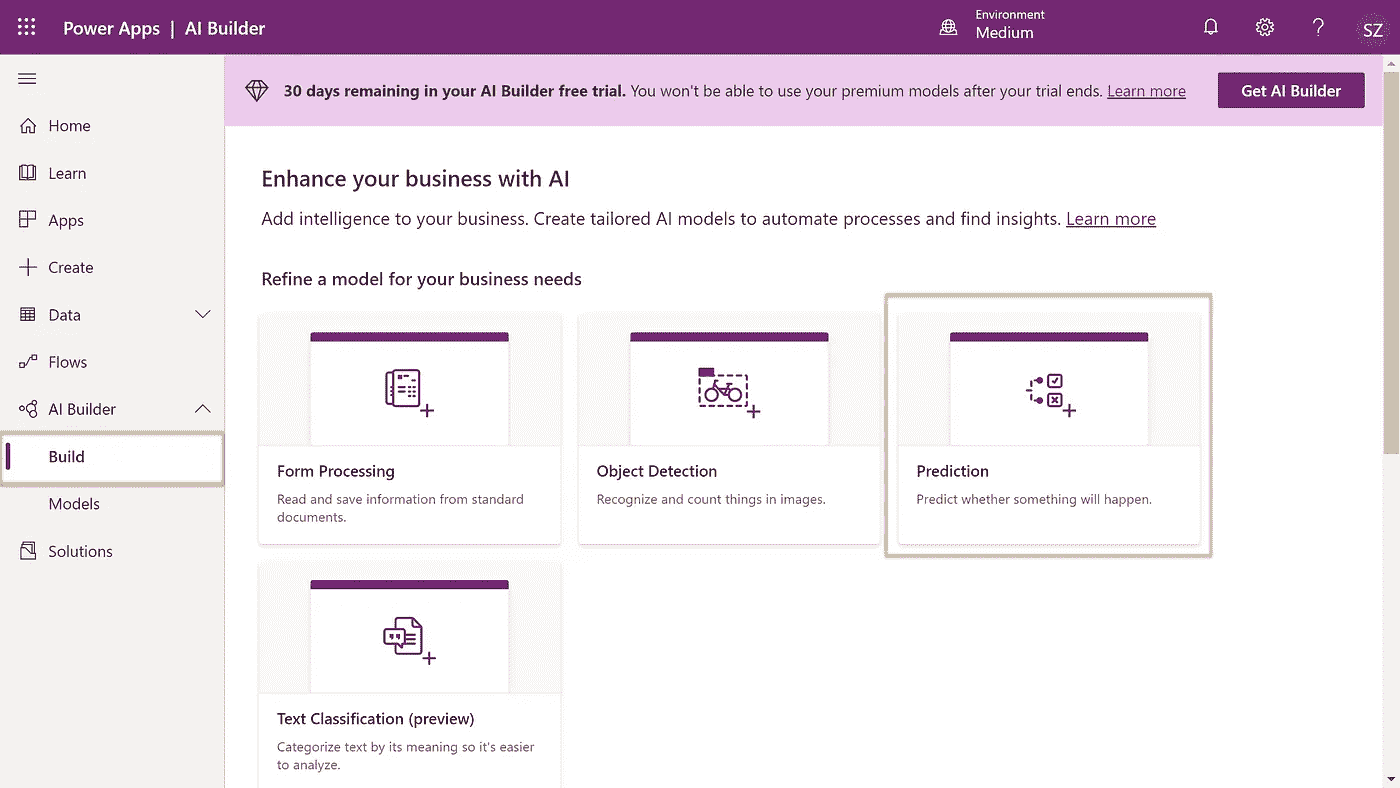 Power Apps | AI Builder
Environment
Medium
SZ
Home
Learn
Apps
Create
Data
Flows
AI Builder
Build
Models
Solutions
30 days remaining in your AI Builder free trial. You won't be able to use your premium models after your trial ends. Learn more
Get AI Builder
Enhance your business with AI
Add intelligence to your business. Create tailored AI models to automate processes and find insights. Learn more
Refine a model for your business needs
Form Processing
Read and save information from standard
documents.
Object Detection
Recognize and count things in images.
Prediction
Predict whether something will happen.
Text Classification (preview)
Categorize text by its meaning so it's easier
to analyze.